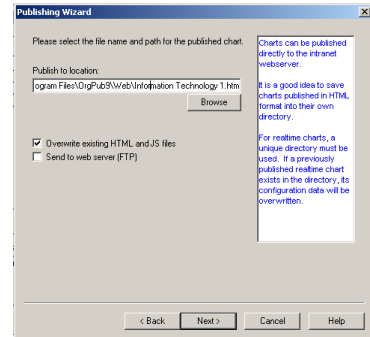 Publishing Wizard
Please select the file name and path for the published chart.
Publish to location:
ogram Files\OrgPub9\Web\Information Technology 1.htm
Browse
Overwrite existing HTML and JS files
Send to web server (FTP)
Charts can be published
directly to the intranet
webserver.
It is a good idea to save
charts published in HTML
format into their own
directory.
For realtime charts, a
unique directory must be
used. If a previously
published realtime chart
exists in the directory, its
configuration data will be
overwritten.
< Back
Next >
Cancel
Help